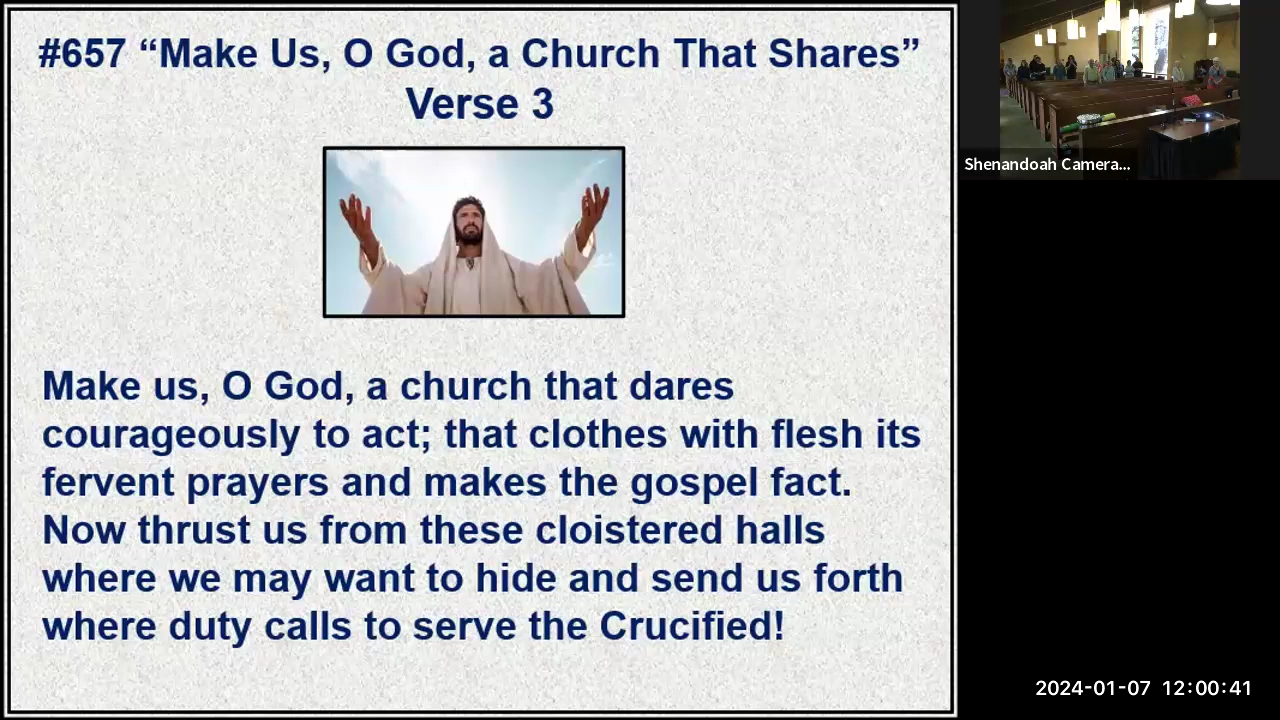 #657 “Make Us, O God, a Church That Shares”
Verse 3
Make us, O God, a church that dares
courageously to act; that clothes with flesh its
fervent prayers and makes the gospel fact.
Now thrust us from these cloistered halls
where we may want to hide and send us forth
where duty calls to serve the Crucified!
Shenandoah Camera...
2024-01-07 12:00:41